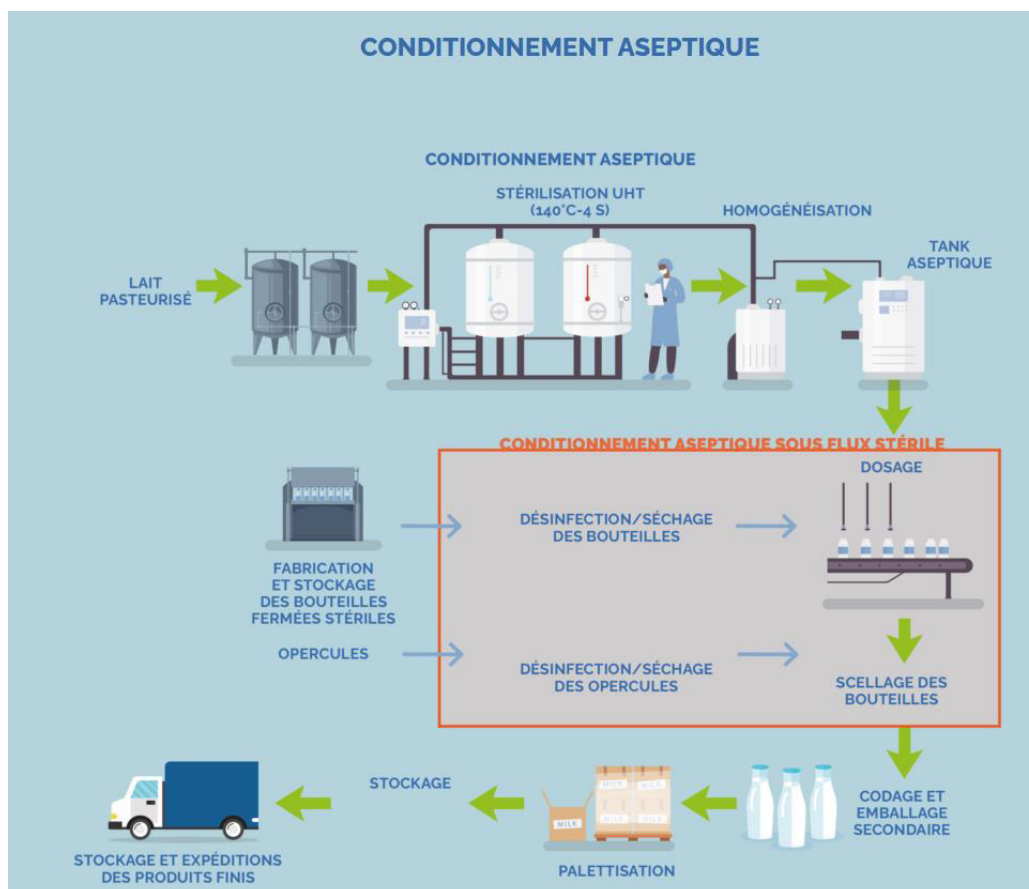 CONDITIONNEMENT ASEPTIQUE
CONDITIONNEMENT ASEPTIQUE
STÉRILISATION UHT
(140°C-4 S)
HOMOGÉNÉISATION
TANK
ASEPTIQUE
LAIT
PASTEURISÉ
CONDITIONNEMENT ASEPTIQUE SOUS FLUX STÉRILE
DOSAGE
DÉSINFECTION/SÉCHAGE
DES BOUTEILLES
FABRICATION
ET STOCKAGE
DES BOUTEILLES
FERMÉES STÉRILES
OPERCULES
DÉSINFECTION/SÉCHAGE
DES OPERCULES
SCELLAGE DES
BOUTEILLES
CODAGE ET
EMBALLAGE
SECONDAIRE
MILK
MILK
MILK
MILK
MILK
PALETTISATION
STOCKAGE
STOCKAGE ET EXPÉDITIONS
DES PRODUITS FINIS